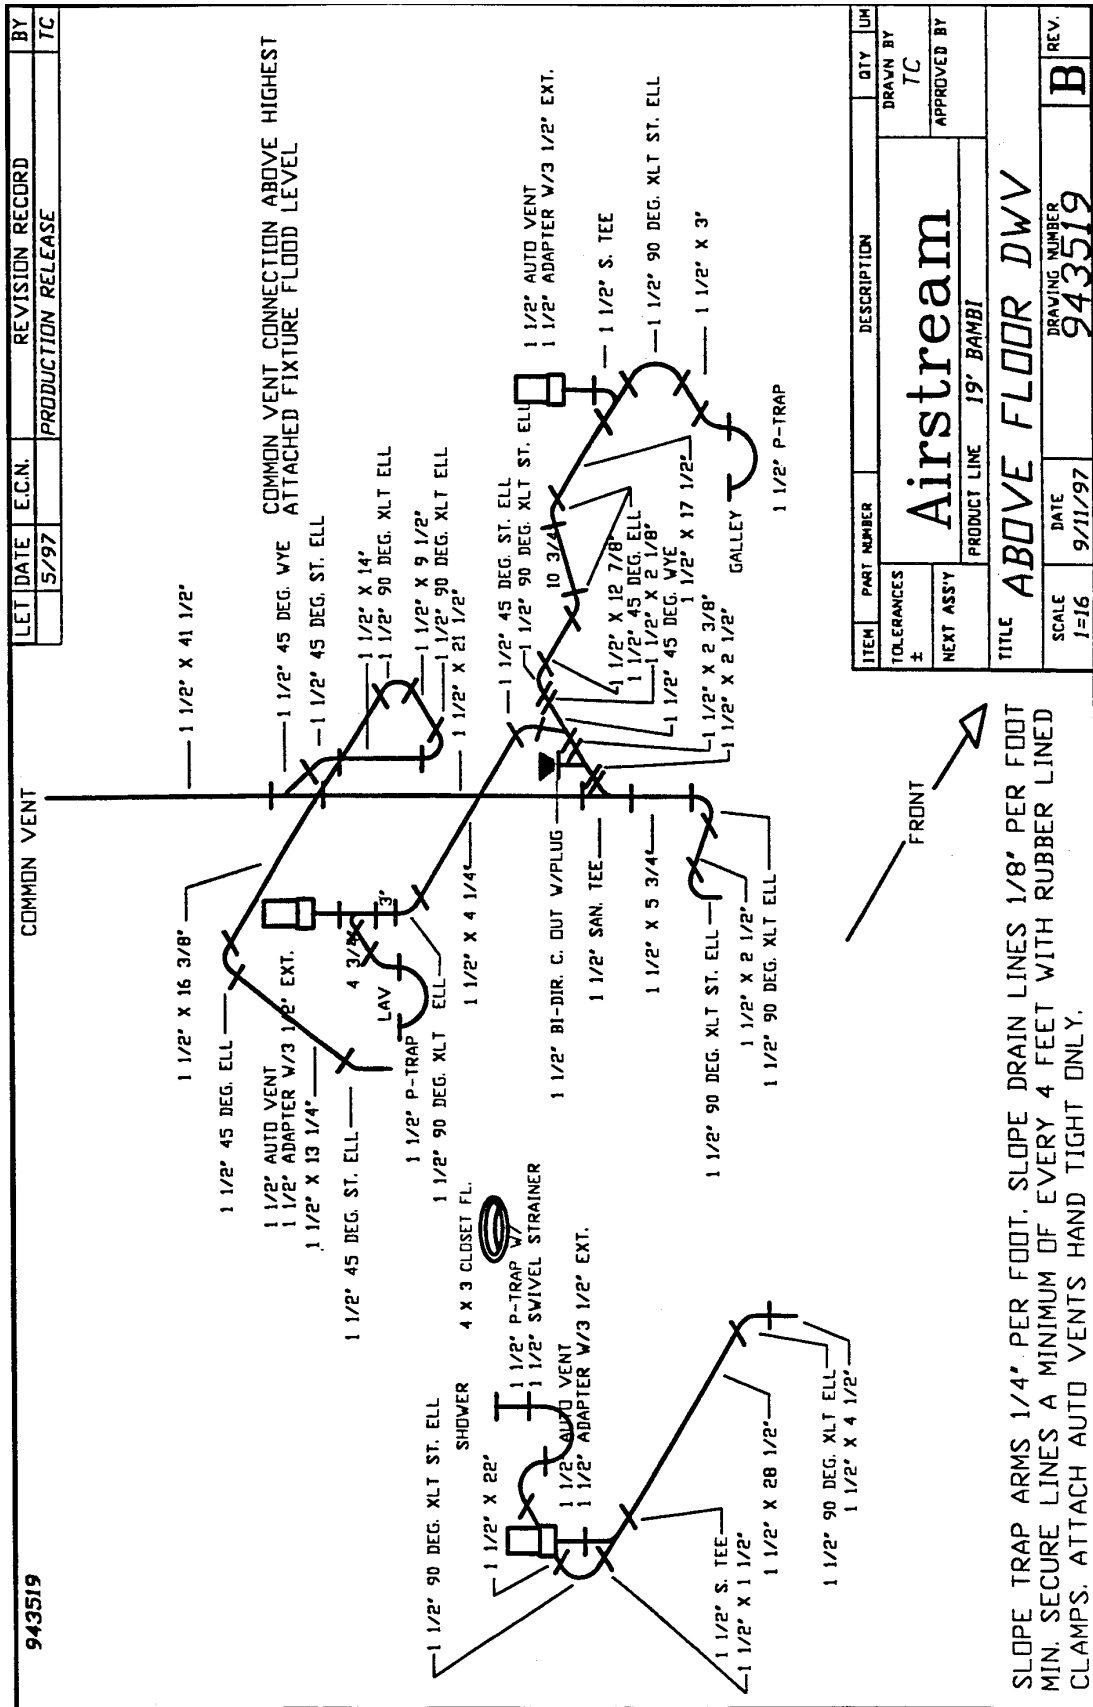 943519
LET DATE E.C.N. REVISION RECORD BY
5/97 PRODUCTION RELEASE TC
COMMON VENT
1 1/2" X 41 1/2"
COMMON VENT CONNECTION ABOVE HIGHEST
ATTACHED FIXTURE FLOOD LEVEL
1 1/2" 45 DEG. WYE
1 1/2" 45 DEG. ST. ELL
1 1/2" X 14"
1 1/2" 90 DEG. XLT ELL
1 1/2" X 9 1/2"
1 1/2" 90 DEG. XLT ELL
1 1/2" X 21 1/2"
1 1/2" X 16 3/8"
1 1/2" 45 DEG. ELL
1 1/2" AUTO VENT
1 1/2" ADAPTER W/3 1/2" EXT.
1 1/2" X 13 1/4"
1 1/2" 45 DEG. ST. ELL
4 3/4"
3"
LAV
1 1/2" P-TRAP
1 1/2" 90 DEG. XLT ELL
1 1/2" X 4 1/4"
1 1/2" 45 DEG. ST. ELL
1 1/2" 90 DEG. XLT ST. ELL
10 3/4"
1 1/2" AUTO VENT
1 1/2" ADAPTER W/3 1/2" EXT.
1 1/2" S. TEE
1 1/2" 90 DEG. XLT ST. ELL
1 1/2" X 3"
1 1/2" P-TRAP
GALLEY
1 1/2" X 17 1/2"
1 1/2" 45 DEG. ELL
1 1/2" X 12 7/8"
1 1/2" X 2 1/8"
1 1/2" 45 DEG. WYE
1 1/2" X 2 3/8"
1 1/2" X 2 1/2"
1 1/2" BI-DIR. C. OUT W/PLUG
1 1/2" SAN. TEE
1 1/2" X 5 3/4"
1 1/2" 90 DEG. XLT ST. ELL
1 1/2" X 2 1/2"
1 1/2" 90 DEG. XLT ELL
4 X 3 CLOSET FL.
SHOWER
1 1/2" P-TRAP W/
1 1/2" SWIVEL STRAINER
1 1/2" 90 DEG. XLT ST. ELL
1 1/2" X 22"
1 1/2" AUTO VENT
1 1/2" ADAPTER W/3 1/2" EXT.
1 1/2" S. TEE
1 1/2" X 1 1/2"
1 1/2" X 28 1/2"
1 1/2" 90 DEG. XLT ELL
1 1/2" X 4 1/2"
FRONT
SLOPE TRAP ARMS 1/4" PER FOOT. SLOPE DRAIN LINES 1/8" PER FOOT
MIN. SECURE LINES A MINIMUM OF EVERY 4 FEET WITH RUBBER LINED
CLAMPS. ATTACH AUTO VENTS HAND TIGHT ONLY.
ITEM PART NUMBER DESCRIPTION QTY UM
TOLERANCES
±
NEXT ASS'Y
Airstream
PRODUCT LINE 19' BAMBI
DRAWN BY
TC
APPROVED BY
TITLE ABOVE FLOOR DWV
SCALE
1=16
DATE
9/11/97
DRAWING NUMBER
943519
B
REV.